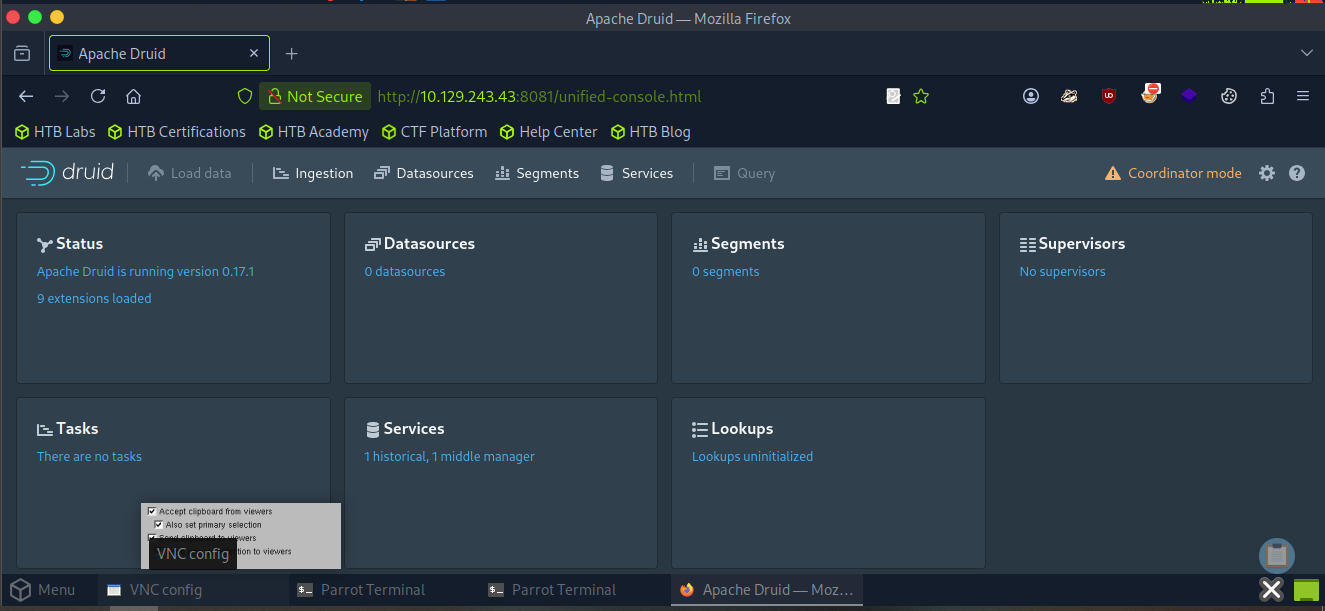 Apache Druid — Mozilla Firefox
Apache Druid
Not Secure http://10.129.243.43:8081/unified-console.html
HTB Labs HTB Certifications HTB Academy CTF Platform Help Center HTB Blog
druid Load data Ingestion Datasources Segments Services Query Coordinator mode
Status
Apache Druid is running version 0.17.1
9 extensions loaded
Datasources
0 datasources
Segments
0 segments
Supervisors
No supervisors
Tasks
There are no tasks
Services
1 historical, 1 middle manager
Lookups
Lookups uninitialized
Accept clipboard from viewers
Also set primary selection
Send clipboard to viewers
tion to viewers
VNC config
Menu VNC config Parrot Terminal Parrot Terminal Apache Druid — Moz...